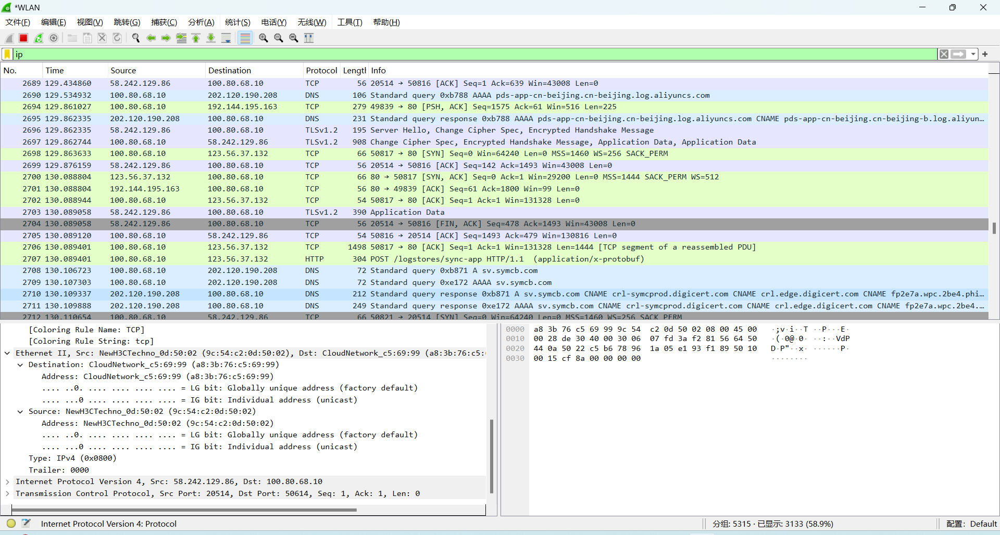 *WLAN
文件(F) 编辑(E) 视图(V) 跳转(G) 捕获(C) 分析(A) 统计(S) 电话(Y) 无线(W) 工具(T) 帮助(H)
ip
No. Time Source Destination Protocol Length Info
2689 129.434860 58.242.129.86 100.80.68.10 TCP 56 20514 → 50816 [ACK] Seq=1 Ack=639 Win=43008 Len=0
2690 129.534932 100.80.68.10 202.120.190.208 DNS 106 Standard query 0xb788 AAAA pds-app-cn-beijing.cn-beijing.log.aliyuncs.com
2694 129.861027 100.80.68.10 192.144.195.163 TCP 279 49839 → 80 [PSH, ACK] Seq=1575 Ack=61 Win=516 Len=225
2695 129.862335 202.120.190.208 100.80.68.10 DNS 231 Standard query response 0xb788 AAAA pds-app-cn-beijing.cn-beijing.log.aliyuncs.com CNAME pds-app-cn-beijing.cn-beijing-b.log.aliyun…
2696 129.862335 58.242.129.86 100.80.68.10 TLSv1.2 195 Server Hello, Change Cipher Spec, Encrypted Handshake Message
2697 129.862744 100.80.68.10 58.242.129.86 TLSv1.2 908 Change Cipher Spec, Encrypted Handshake Message, Application Data, Application Data
2698 129.863633 100.80.68.10 123.56.37.132 TCP 66 50817 → 80 [SYN] Seq=0 Win=64240 Len=0 MSS=1460 WS=256 SACK_PERM
2699 129.876159 58.242.129.86 100.80.68.10 TCP 56 20514 → 50816 [ACK] Seq=142 Ack=1493 Win=43008 Len=0
2700 130.088804 123.56.37.132 100.80.68.10 TCP 66 80 → 50817 [SYN, ACK] Seq=0 Ack=1 Win=29200 Len=0 MSS=1444 SACK_PERM WS=512
2701 130.088804 192.144.195.163 100.80.68.10 TCP 56 80 → 49839 [ACK] Seq=61 Ack=1800 Win=99 Len=0
2702 130.088944 100.80.68.10 123.56.37.132 TCP 54 50817 → 80 [ACK] Seq=1 Ack=1 Win=131328 Len=0
2703 130.089058 58.242.129.86 100.80.68.10 TLSv1.2 390 Application Data
2704 130.089058 58.242.129.86 100.80.68.10 TCP 56 20514 → 50816 [FIN, ACK] Seq=478 Ack=1493 Win=43008 Len=0
2705 130.089120 100.80.68.10 58.242.129.86 TCP 54 50816 → 20514 [ACK] Seq=1493 Ack=479 Win=130816 Len=0
2706 130.089401 100.80.68.10 123.56.37.132 TCP 1498 50817 → 80 [ACK] Seq=1 Ack=1 Win=131328 Len=1444 [TCP segment of a reassembled PDU]
2707 130.089401 100.80.68.10 123.56.37.132 HTTP 304 POST /logstores/sync-app HTTP/1.1  (application/x-protobuf)
2708 130.106723 100.80.68.10 202.120.190.208 DNS 72 Standard query 0xb871 A sv.symcb.com
2709 130.107303 100.80.68.10 202.120.190.208 DNS 72 Standard query 0xe172 AAAA sv.symcb.com
2710 130.109337 202.120.190.208 100.80.68.10 DNS 212 Standard query response 0xb871 A sv.symcb.com CNAME crl-symcprod.digicert.com CNAME crl.edge.digicert.com CNAME fp2e7a.wpc.2be4.phi…
2711 130.109888 202.120.190.208 100.80.68.10 DNS 249 Standard query response 0xe172 AAAA sv.symcb.com CNAME crl-symcprod.digicert.com CNAME crl.edge.digicert.com CNAME fp2e7a.wpc.2be4.…
2712 130.110654 100.80.68.10 58.242.129.86 TCP 66 50821 → 20514 [SYN] Seq=0 Win=64240 Len=0 MSS=1460 WS=256 SACK_PERM
[Coloring Rule Name: TCP]
[Coloring Rule String: tcp]
Ethernet II, Src: NewH3CTechno_0d:50:02 (9c:54:c2:0d:50:02), Dst: CloudNetwork_c5:69:99 (a8:3b:76:c5:
Destination: CloudNetwork_c5:69:99 (a8:3b:76:c5:69:99)
Address: CloudNetwork_c5:69:99 (a8:3b:76:c5:69:99)
.... ..0. .... .... .... .... = LG bit: Globally unique address (factory default)
.... ...0 .... .... .... .... = IG bit: Individual address (unicast)
Source: NewH3CTechno_0d:50:02 (9c:54:c2:0d:50:02)
Address: NewH3CTechno_0d:50:02 (9c:54:c2:0d:50:02)
.... ..0. .... .... .... .... = LG bit: Globally unique address (factory default)
.... ...0 .... .... .... .... = IG bit: Individual address (unicast)
Type: IPv4 (0x0800)
Trailer: 0000
Internet Protocol Version 4, Src: 58.242.129.86, Dst: 100.80.68.10
Transmission Control Protocol, Src Port: 20514, Dst Port: 50614, Seq: 1, Ack: 1, Len: 0
0000 a8 3b 76 c5 69 99 9c 54 c2 0d 50 02 08 00 45 00 ·;v·i··T ··P···E·
0010 00 28 de 30 40 00 30 06 07 fd 3a f2 81 56 64 50 ·(·0@·0· ··:··VdP
0020 44 0a 50 22 c5 b6 78 96 1a 05 e1 93 f1 89 50 10 D·P"··x· ······P·
0030 00 15 cf 8a 00 00 00 00 ········
Internet Protocol Version 4: Protocol
分组: 5315 · 已显示: 3133 (58.9%)
配置: Default